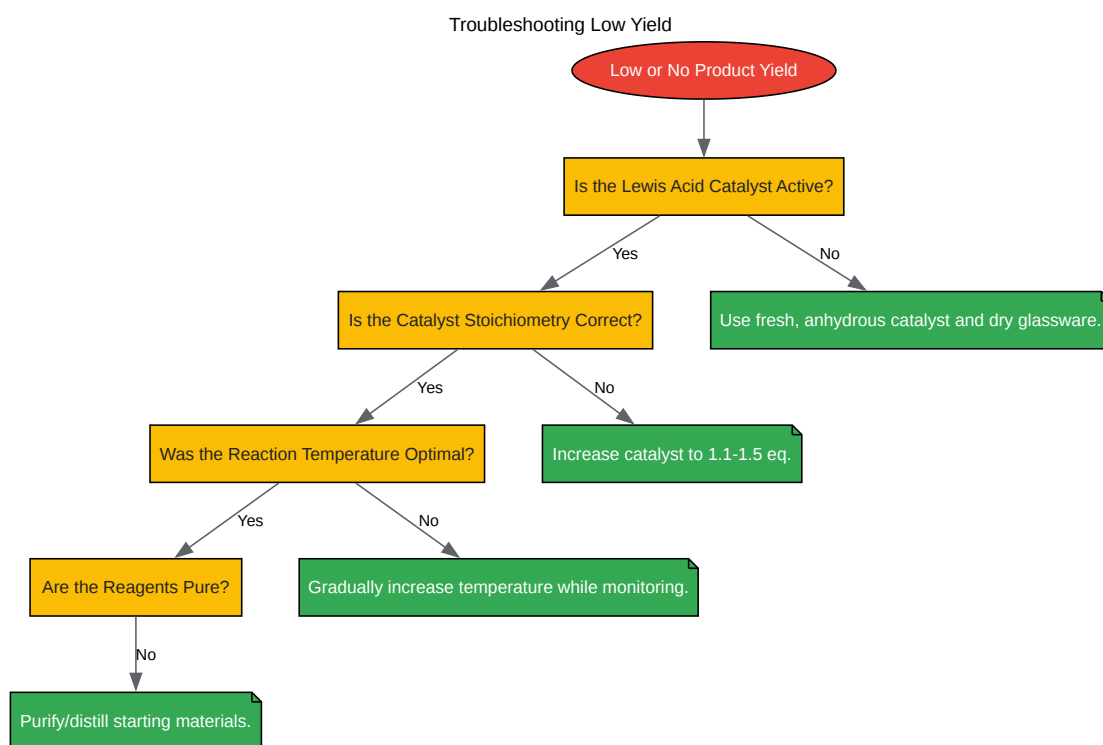 Troubleshooting Low Yield
Low or No Product Yield
Is the Lewis Acid Catalyst Active?
Yes
No
Is the Catalyst Stoichiometry Correct?
Use fresh, anhydrous catalyst and dry glassware.
Yes
No
Was the Reaction Temperature Optimal?
Increase catalyst to 1.1-1.5 eq.
Yes
No
Are the Reagents Pure?
Gradually increase temperature while monitoring.
No
Purify/distill starting materials.